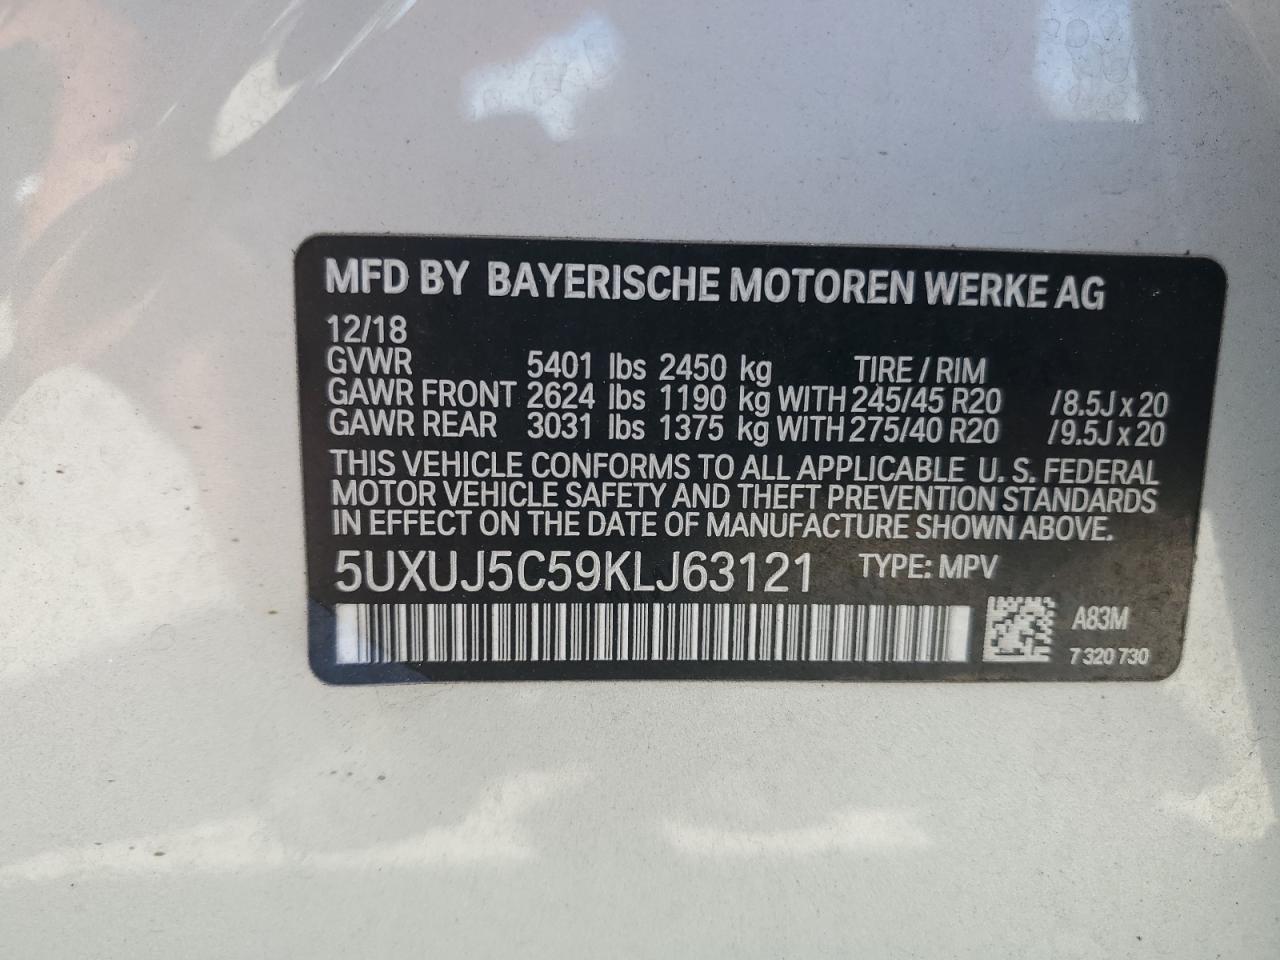 MFD BY BAYERISCHE MOTOREN WERKE AG
12/18
GVWR 5401 lbs 2450 kg TIRE / RIM
GAWR FRONT 2624 lbs 1190 kg WITH 245/45 R20 /8.5J x 20
GAWR REAR 3031 lbs 1375 kg WITH 275/40 R20 /9.5J x 20
THIS VEHICLE CONFORMS TO ALL APPLICABLE U. S. FEDERAL
MOTOR VEHICLE SAFETY AND THEFT PREVENTION STANDARDS
IN EFFECT ON THE DATE OF MANUFACTURE SHOWN ABOVE.
5UXUJ5C59KLJ63121 TYPE: MPV
A83M
7 320 730